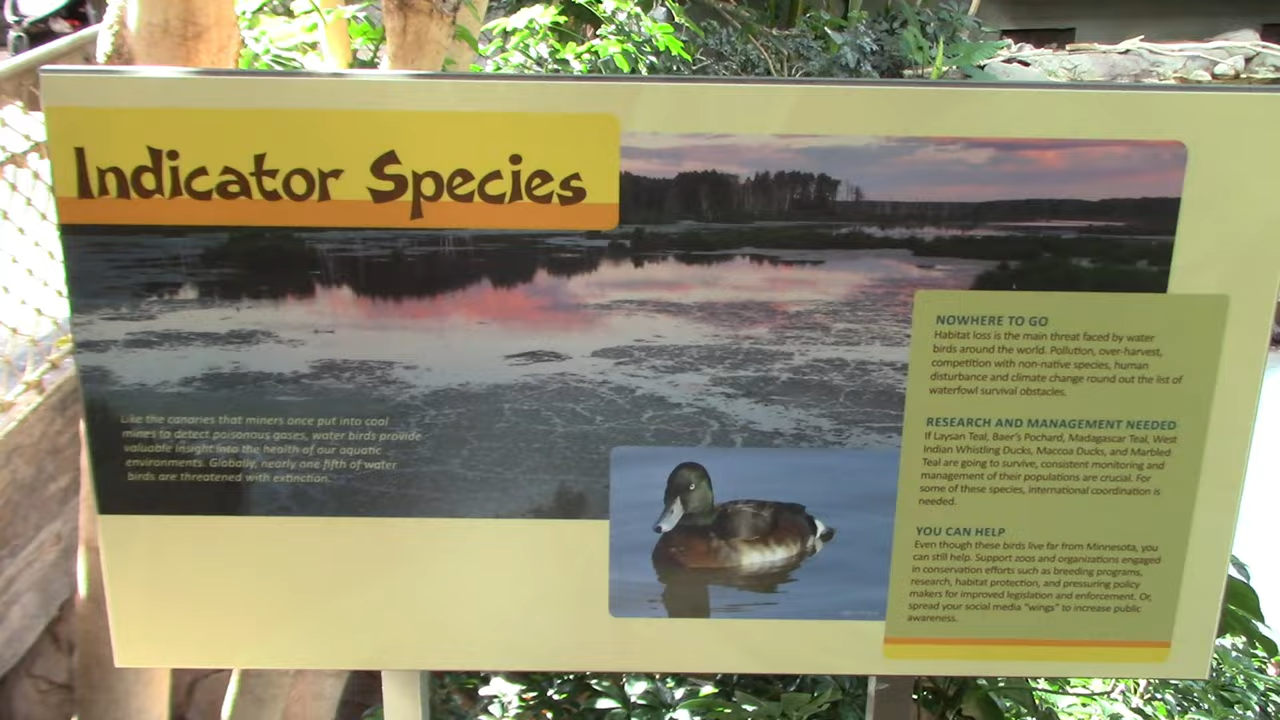 Indicator Species
Like the canaries that miners once put into coal
mines to detect poisonous gases, water birds provide
valuable insight into the health of our aquatic
environments. Globally, nearly one fifth of water
birds are threatened with extinction.
NOWHERE TO GO
Habitat loss is the main threat faced by water
birds around the world. Pollution, over-harvest,
competition with non-native species, human
disturbance and climate change round out the list of
waterfowl survival obstacles.
RESEARCH AND MANAGEMENT NEEDED
If Laysan Teal, Baer's Pochard, Madagascar Teal, West
Indian Whistling Ducks, Maccoa Ducks, and Marbled
Teal are going to survive, consistent monitoring and
management of their populations are crucial. For
some of these species, international coordination is
needed.
YOU CAN HELP
Even though these birds live far from Minnesota, you
can still help. Support zoos and organizations engaged
in conservation efforts such as breeding programs,
research, habitat protection, and pressuring policy
makers for improved legislation and enforcement. Or,
spread your social media "wings" to increase public
awareness.